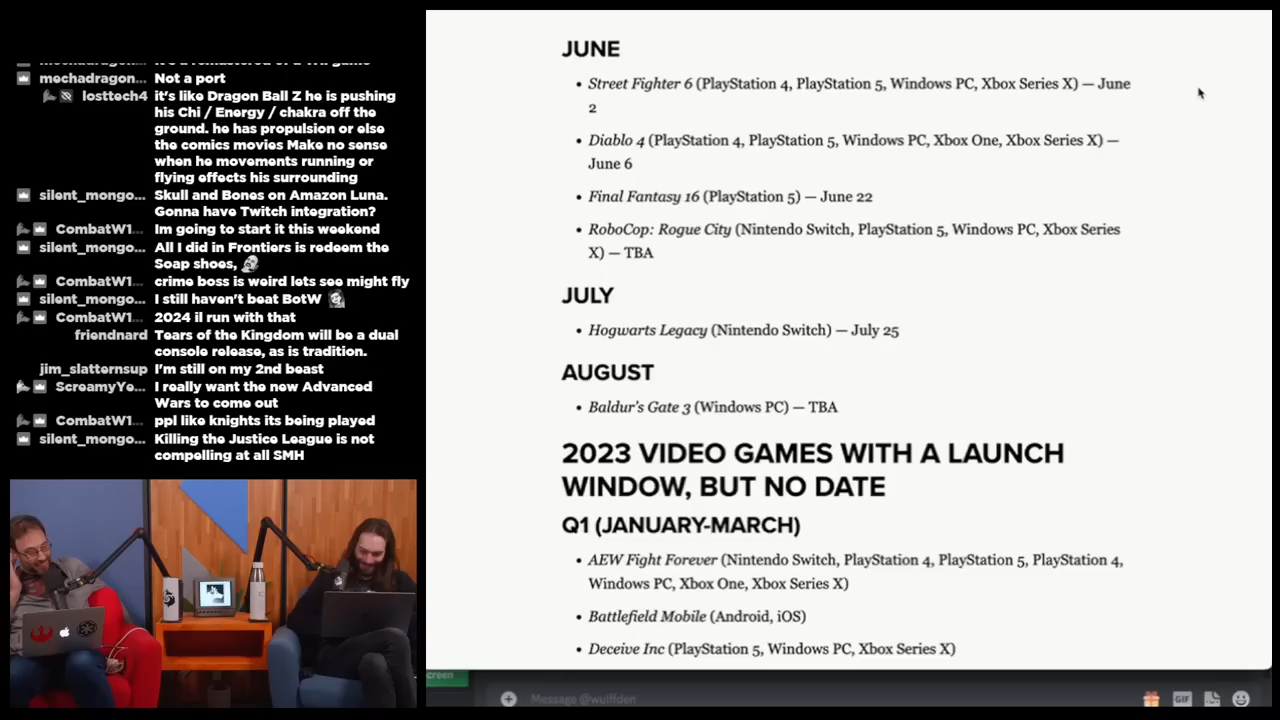 mechadragon... Not a port
losttech4 it's like Dragon Ball Z he is pushing
his Chi / Energy / chakra off the
ground. he has propulsion or else
the comics movies Make no sense
when he movements running or
flying effects his surrounding
silent_mongo... Skull and Bones on Amazon Luna.
Gonna have Twitch integration?
CombatW1... Im going to start it this weekend
silent_mongo... All I did in Frontiers is redeem the
Soap shoes,
CombatW1... crime boss is weird lets see might fly
silent_mongo... I still haven't beat BotW
CombatW1... 2024 il run with that
friendnard Tears of the Kingdom will be a dual
console release, as is tradition.
jim_slatternsup I'm still on my 2nd beast
ScreamyYe... I really want the new Advanced
Wars to come out
CombatW1... ppl like knights its being played
silent_mongo... Killing the Justice League is not
compelling at all SMH
JUNE
• Street Fighter 6 (PlayStation 4, PlayStation 5, Windows PC, Xbox Series X) — June
2
• Diablo 4 (PlayStation 4, PlayStation 5, Windows PC, Xbox One, Xbox Series X) —
June 6
• Final Fantasy 16 (PlayStation 5) — June 22
• RoboCop: Rogue City (Nintendo Switch, PlayStation 5, Windows PC, Xbox Series
X) — TBA
JULY
• Hogwarts Legacy (Nintendo Switch) — July 25
AUGUST
• Baldur's Gate 3 (Windows PC) — TBA
2023 VIDEO GAMES WITH A LAUNCH
WINDOW, BUT NO DATE
Q1 (JANUARY-MARCH)
• AEW Fight Forever (Nintendo Switch, PlayStation 4, PlayStation 5, PlayStation 4,
Windows PC, Xbox One, Xbox Series X)
• Battlefield Mobile (Android, iOS)
• Deceive Inc (PlayStation 5, Windows PC, Xbox Series X)
creen
Message @wulffden
GIF